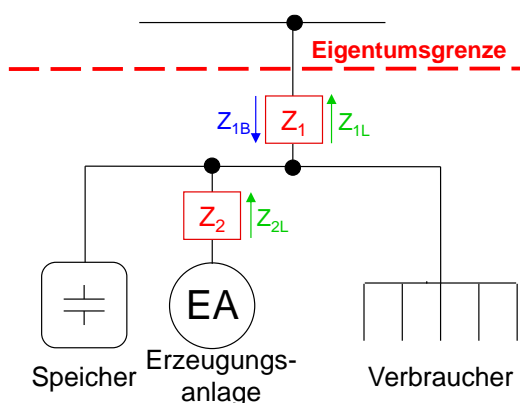 Eigentumsgrenze
Z1B
Z1
Z1L
Z2
Z2L
EA
Speicher
Erzeugungs-
anlage
Verbraucher